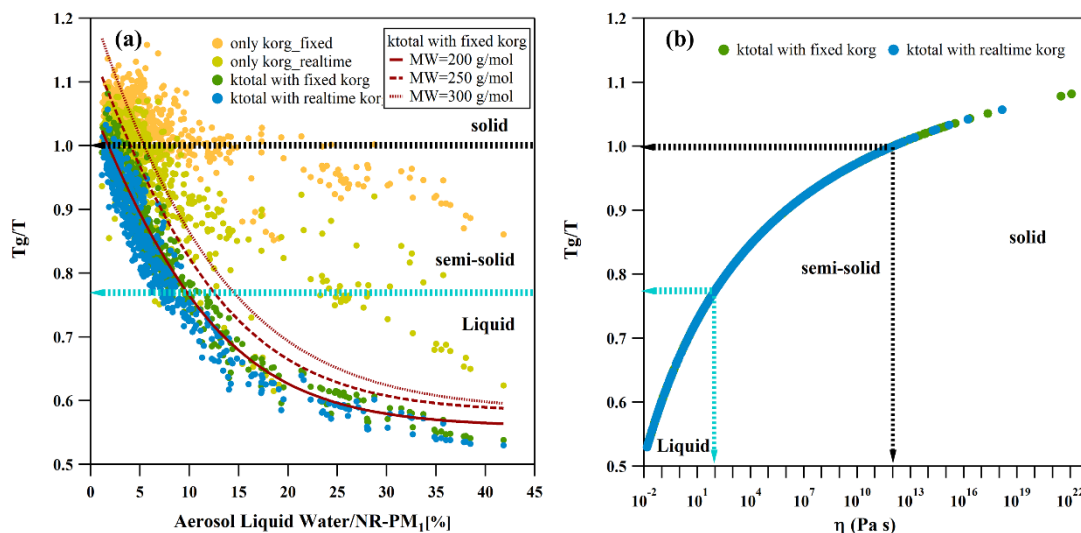 (a)
only korg_fixed
only korg_realtime
ktotal with fixed korg
ktotal with realtime kor
ktotal with fixed korg
MW=200 g/mol
MW=250 g/mol
MW=300 g/mol
solid
semi-solid
Liquid
Tg/T
1.2
1.1
1.0
0.9
0.8
0.7
0.6
0.5
0 5 10 15 20 25 30 35 40 45
Aerosol Liquid Water/NR-PM₁[%]
(b)
ktotal with fixed korg
ktotal with realtime korg
solid
semi-solid
Liquid
Tg/T
1.2
1.1
1.0
0.9
0.8
0.7
0.6
0.5
10⁻² 10¹ 10⁴ 10⁷ 10¹⁰ 10¹³ 10¹⁶ 10¹⁹ 10²²
η (Pa s)